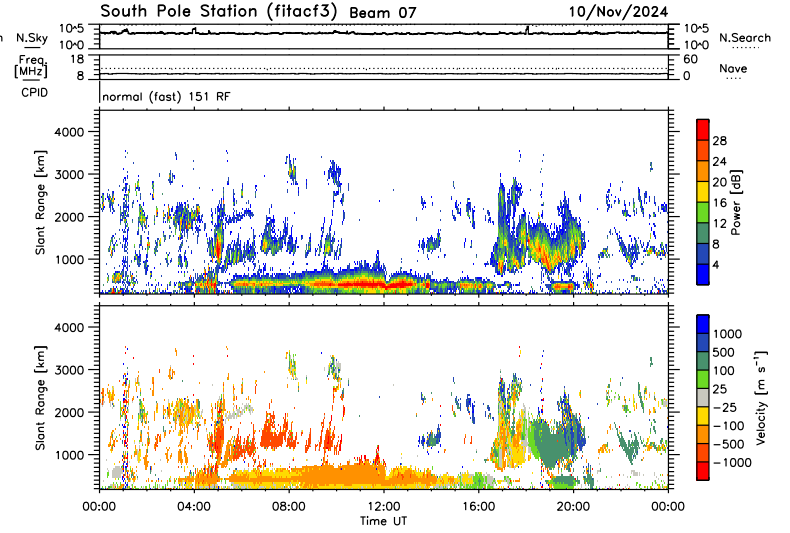 South Pole Station (fitacf3) Beam 07 10/Nov/2024
n N.Sky 10^5 10^0 10^5 10^0 N.Search
Freq. [MHz] 18 8 60 0 Nave
CPID normal (fast) 151 RF
Slant Range [km]
4000
3000
2000
1000
Power [dB]
28
24
20
16
12
8
4
Slant Range [km]
4000
3000
2000
1000
Velocity [m s⁻¹]
1000
500
100
25
−25
−100
−500
−1000
00:00 04:00 08:00 12:00 16:00 20:00 00:00
Time UT